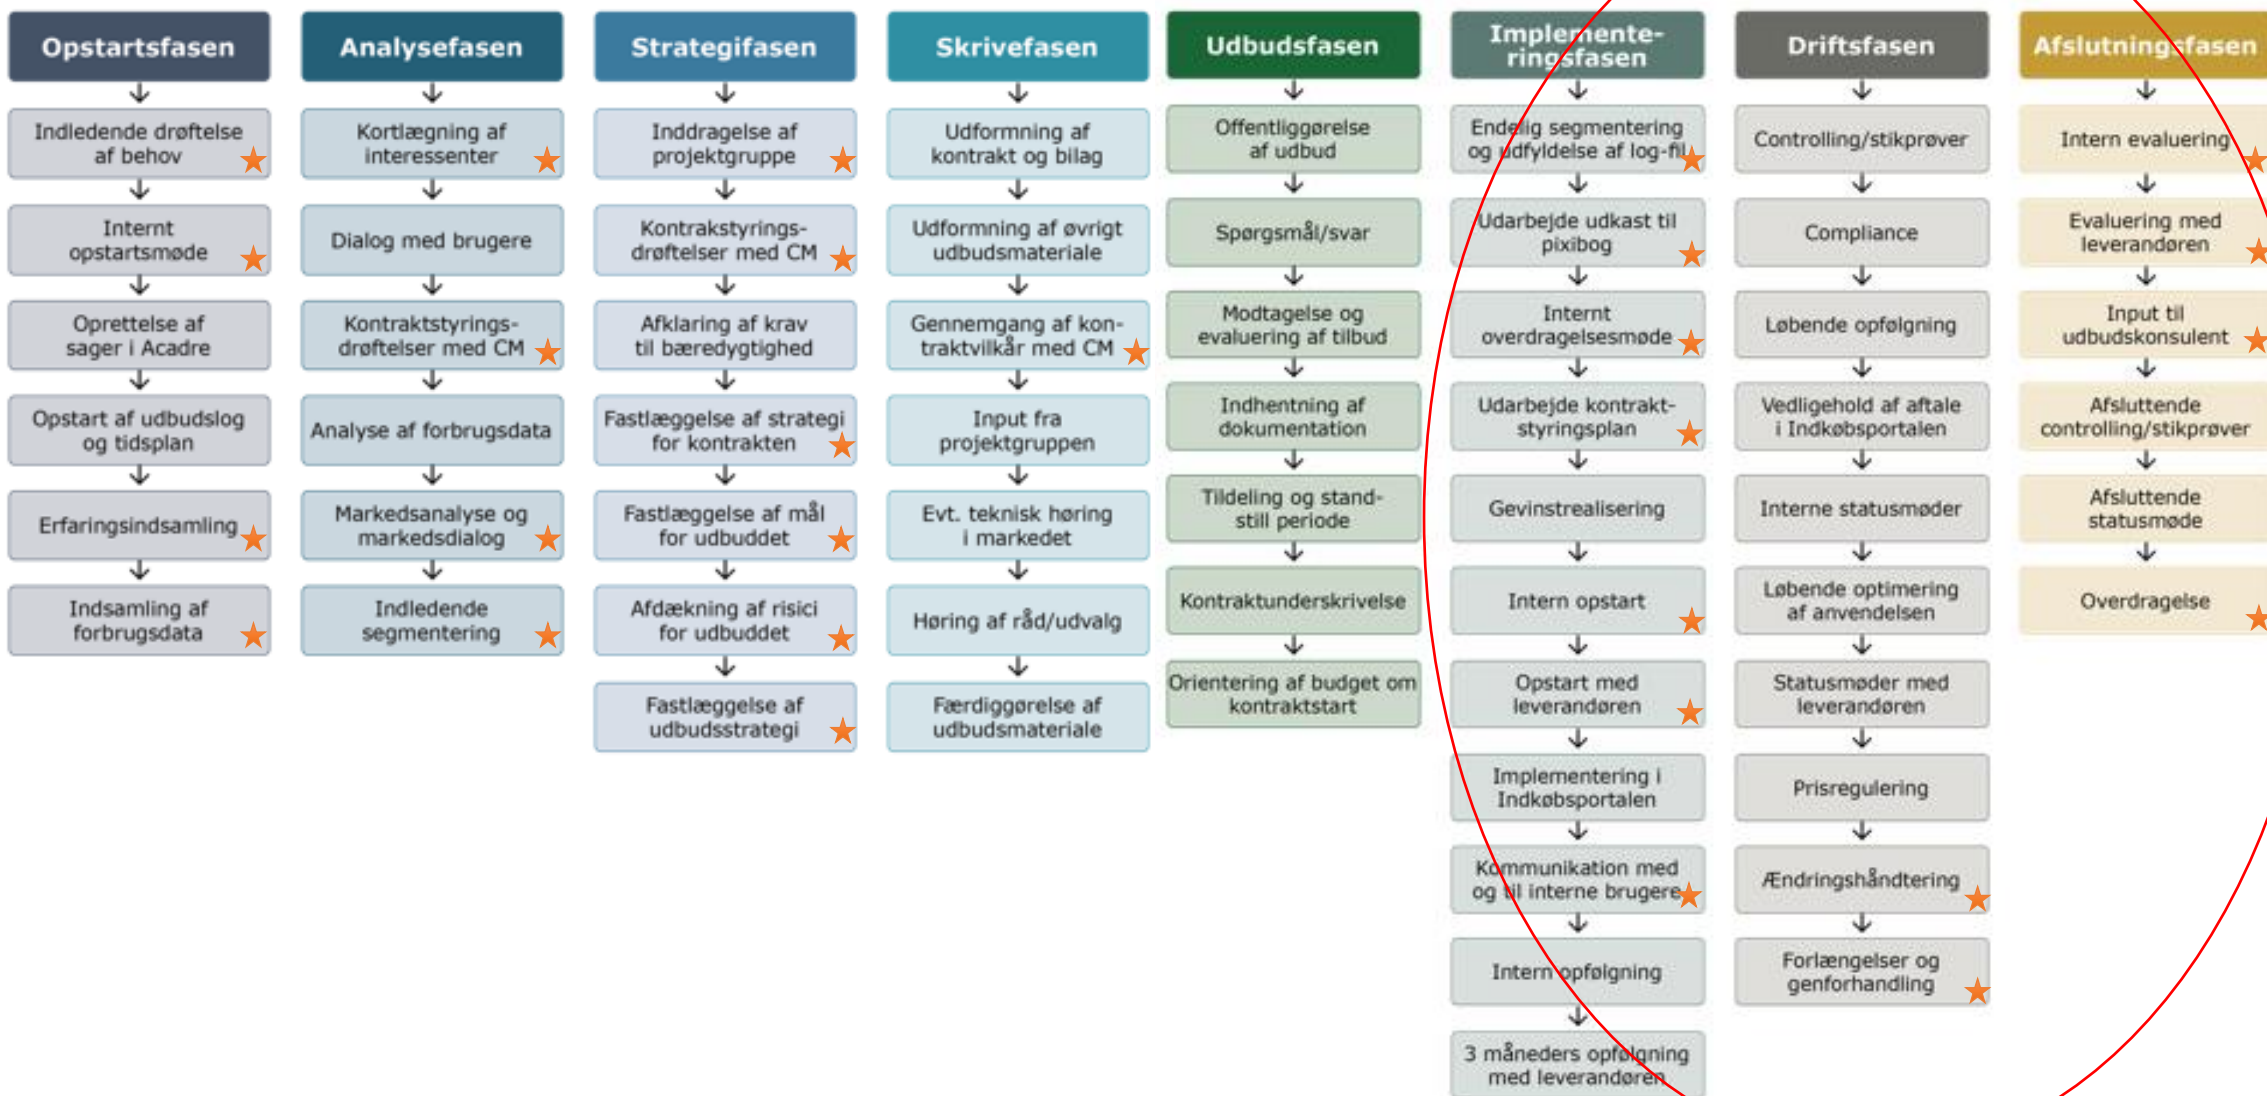 Opstartsfasen
Indledende drøftelse
af behov
Internt
opstartsmøde
Oprettelse af
sager i Acadre
Opstart af udbudslog
og tidsplan
Erfaringsindsamling
Indsamling af
forbrugsdata
Analysefasen
Kortlægning af
interessenter
Dialog med brugere
Kontraktstyrings-
drøftelser med CM
Analyse af forbrugsdata
Markedsanalyse og
markedsdialog
Indledende
segmentering
Strategifasen
Inddragelse af
projektgruppe
Kontrakstyrings-
drøftelser med CM
Afklaring af krav
til bæredygtighed
Fastlæggelse af strategi
for kontrakten
Fastlæggelse af mål
for udbuddet
Afdækning af risici
for udbuddet
Fastlæggelse af
udbudsstrategi
Skrivefasen
Udformning af
kontrakt og bilag
Udformning af øvrigt
udbudsmateriale
Gennemgang af kon-
traktvilkår med CM
Input fra
projektgruppen
Evt. teknisk høring
i markedet
Høring af råd/udvalg
Færdiggørelse af
udbudsmateriale
Udbudsfasen
Offentliggørelse
af udbud
Spørgsmål/svar
Modtagelse og
evaluering af tilbud
Indhentning af
dokumentation
Tildeling og stand-
still periode
Kontraktunderskrivelse
Orientering af budget om
kontraktstart
Implemente-
ringsfasen
Endelig segmentering
og udfyldelse af log-fil
Udarbejde udkast til
pixibog
Internt
overdragelsesmøde
Udarbejde kontrakt-
styringsplan
Gevinstrealisering
Intern opstart
Opstart med
leverandøren
Implementering i
Indkøbsportalen
Kommunikation med
og til interne brugere
Intern opfølgning
3 måneders opfølgning
med leverandøren
Driftsfasen
Controlling/stikprøver
Compliance
Løbende opfølgning
Vedligehold af aftale
i Indkøbsportalen
Interne statusmøder
Løbende optimering
af anvendelsen
Statusmøder med
leverandøren
Prisregulering
Ændringshåndtering
Forlængelser og
genforhandling
Afslutningsfasen
Intern evaluering
Evaluering med
leverandøren
Input til
udbudskonsulent
Afsluttende
controlling/stikprøver
Afsluttende
statusmøde
Overdragelse